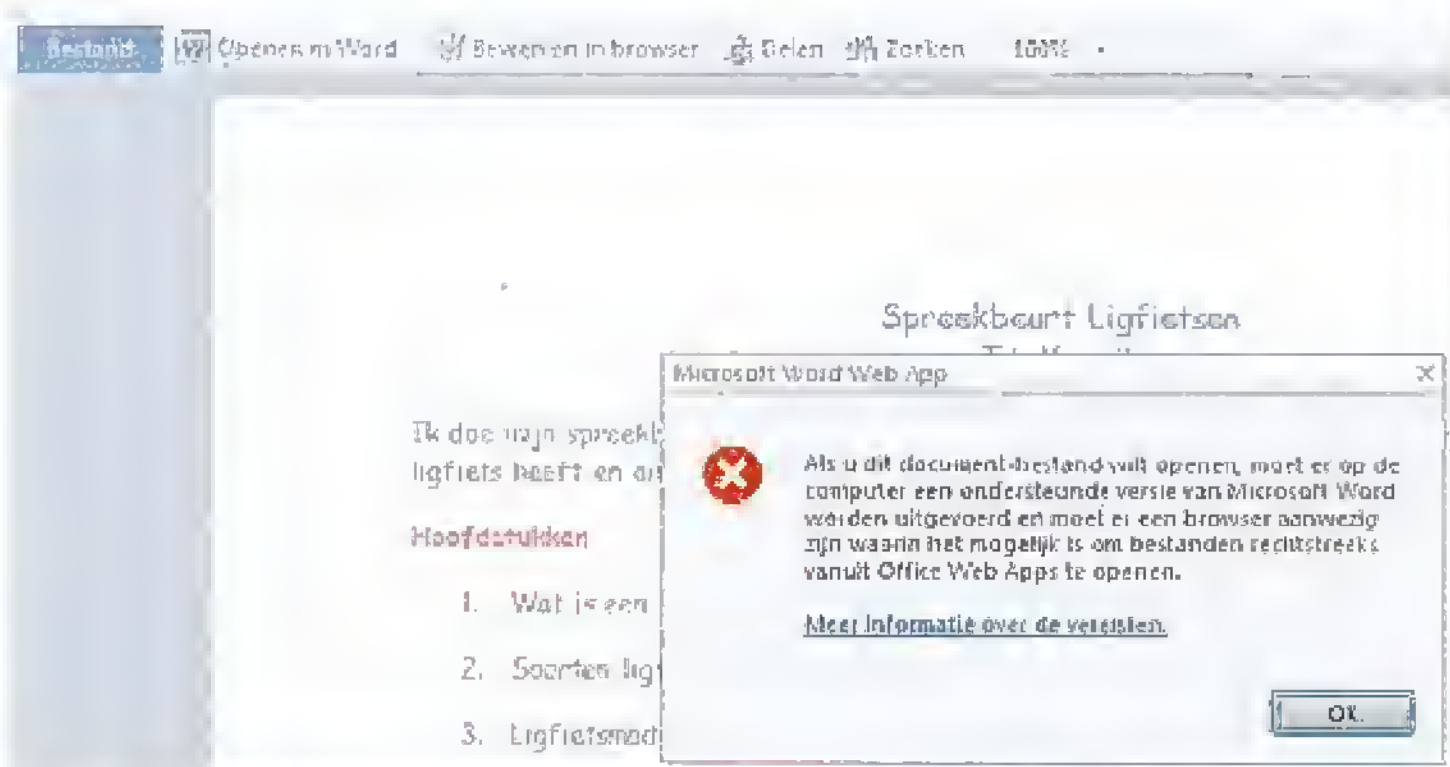 Bestand Openen in Word Bewerken in browser Delen Zoeken 100%
Spreekbeurt Ligfietsen
Microsoft Word Web App
Ik doe mijn spreekb
ligfiets heeft en
Als u dit document-bestand wilt openen, moet er op de
computer een ondersteunde versie van Microsoft Word
worden uitgevoerd en moet er een browser aanwezig
zijn waarin het mogelijk is om bestanden rechtstreeks
vanuit Office Web Apps te openen.
Hoofdstukken
1. Wat is een
Meer informatie over de vereisten.
2. Soorten lig
OK
3. Ligfietsmod